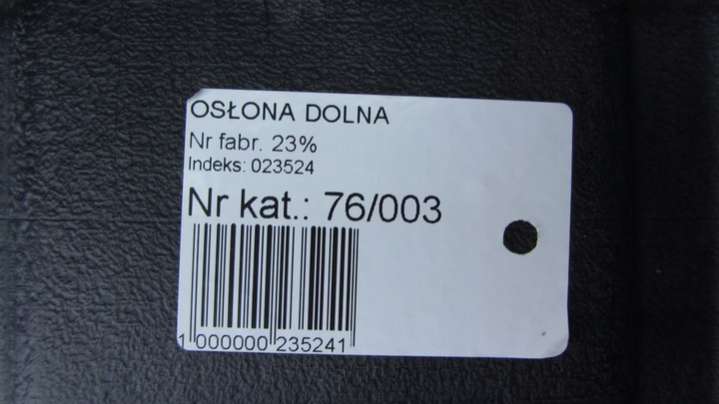 OSŁONA DOLNA
Nr fabr. 23%
Indeks: 023524
Nr kat.: 76/003
1 000000 235241